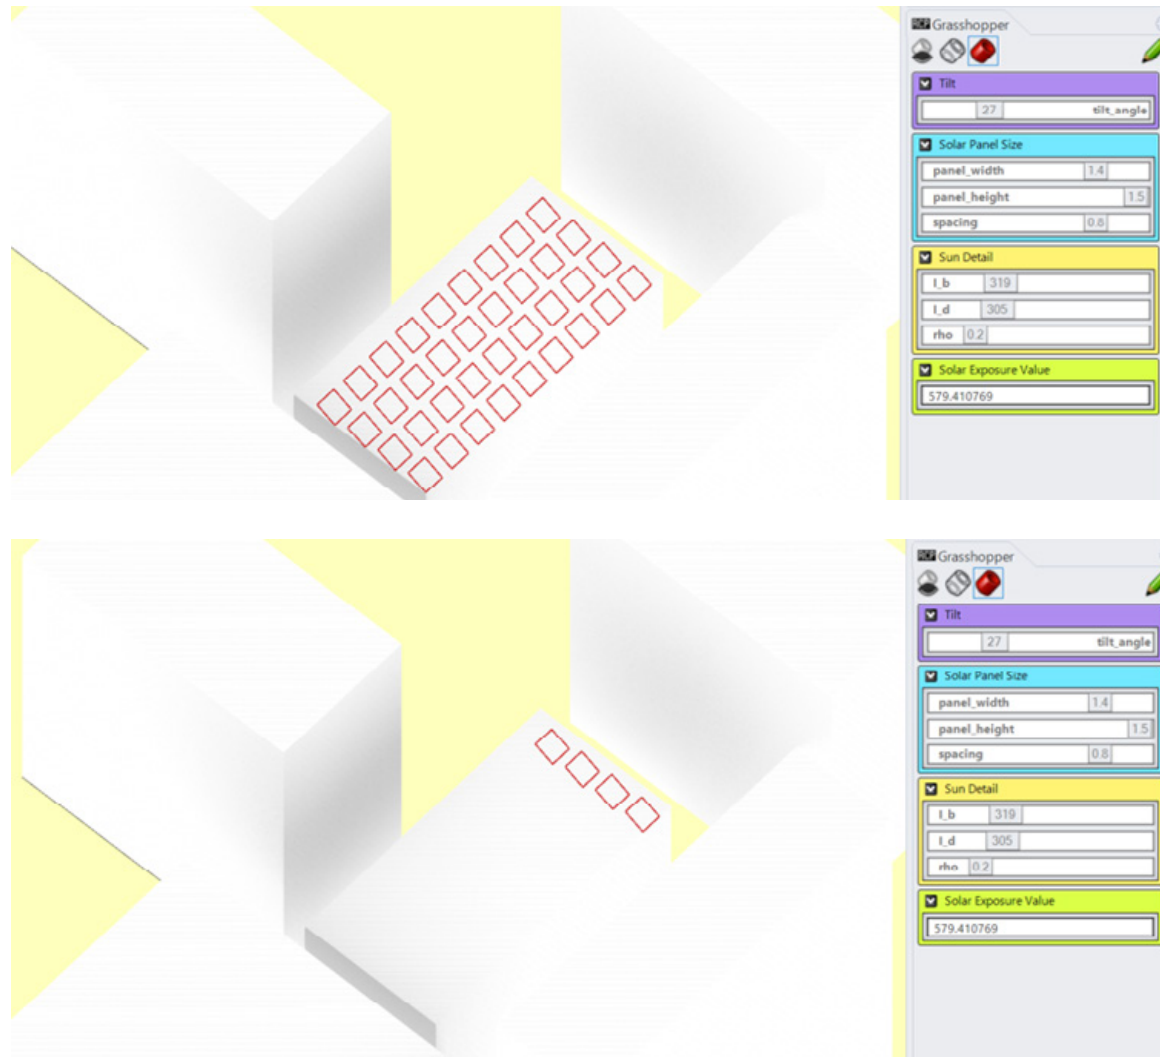 RCP Grasshopper
Tilt
27 tilt_angle
Solar Panel Size
panel_width 1.4
panel_height 1.5
spacing 0.8
Sun Detail
I_b 319
I_d 305
rho 0.2
Solar Exposure Value
579.410769
RCP Grasshopper
Tilt
27 tilt_angle
Solar Panel Size
panel_width 1.4
panel_height 1.5
spacing 0.8
Sun Detail
I_b 319
I_d 305
rho 0.2
Solar Exposure Value
579.410769